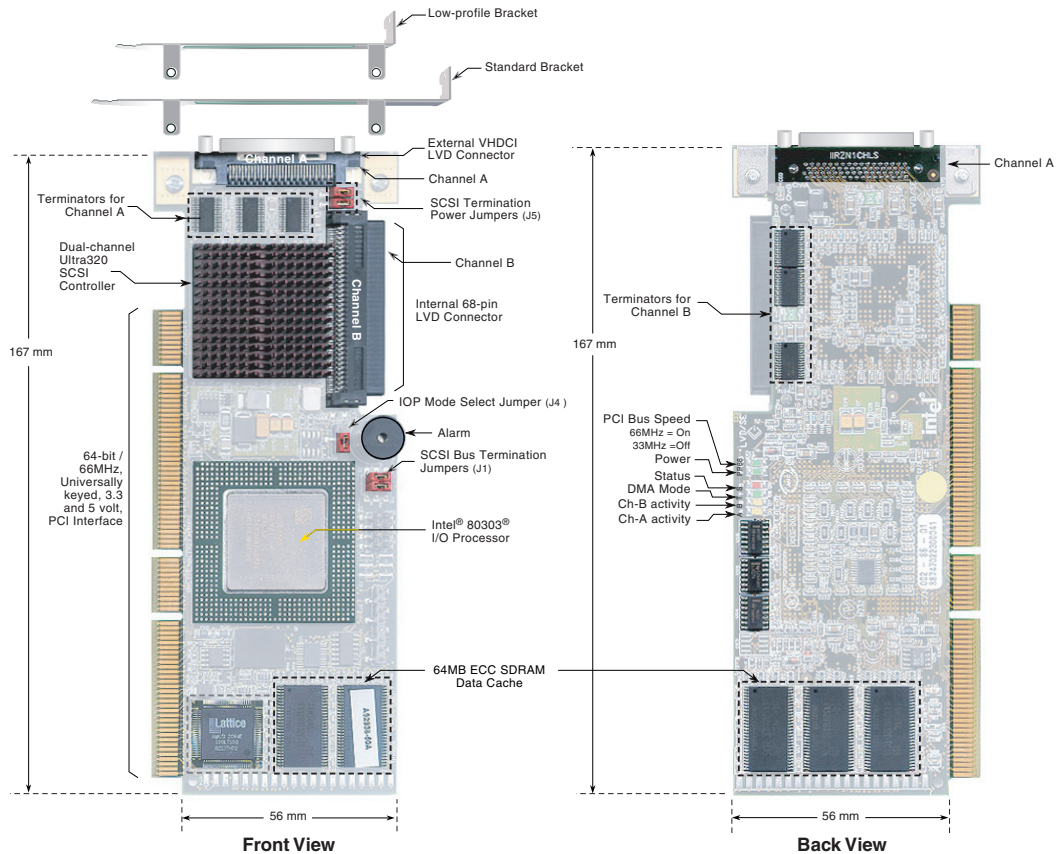 Low-profile Bracket
Standard Bracket
External VHDCI
LVD Connector
Channel A
Channel A
SCSI Termination
Power Jumpers (J5)
Terminators for
Channel A
Dual-channel
Ultra320
SCSI
Controller
Channel B
Channel B
Internal 68-pin
LVD Connector
167 mm
IOP Mode Select Jumper (J4 )
Alarm
SCSI Bus Termination
Jumpers (J1)
64-bit /
66MHz,
Universally
keyed, 3.3
and 5 volt,
PCI Interface
Intel® 80303®
I/O Processor
64MB ECC SDRAM
Data Cache
Lattice
56 mm
Front View
IIRZN1CHLS
Channel A
Terminators for
Channel B
167 mm
intel
LVD/SE
PCI Bus Speed
66MHz = On
33MHz =Off
Power
Status
DMA Mode
Ch-B activity
Ch-A activity
56 mm
Back View